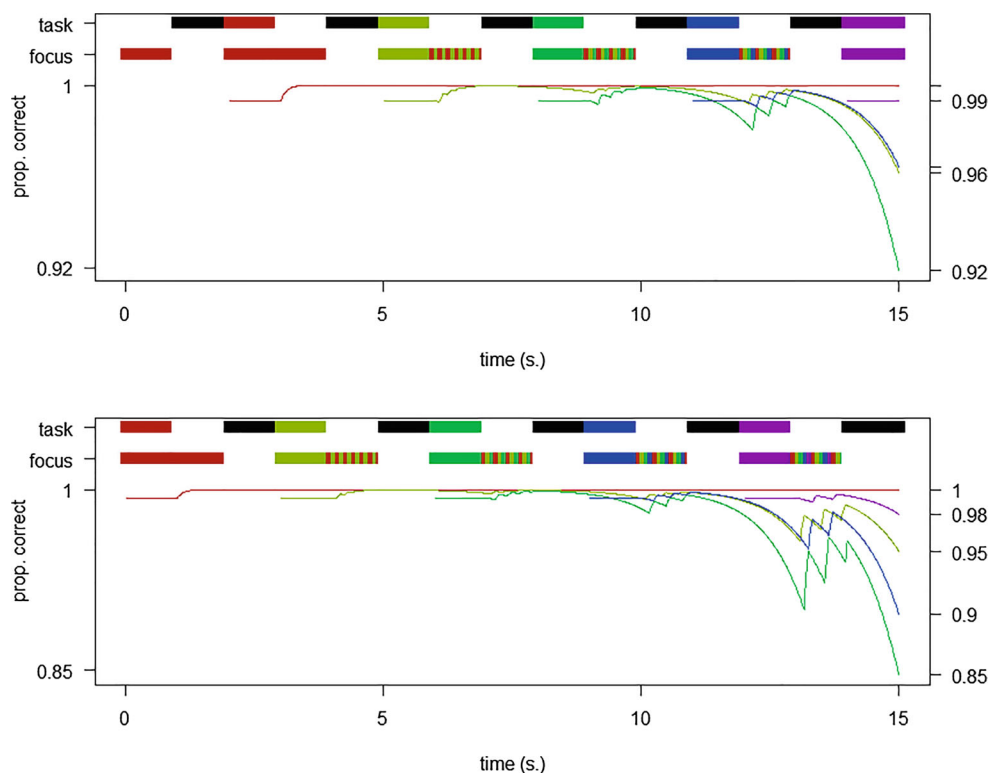 task
focus
1
prop. correct
0.92
0.99
0.96
0.92
0 5 10 15
time (s.)
task
focus
1
prop. correct
0.85
1
0.98
0.95
0.9
0.85
0 5 10 15
time (s.)